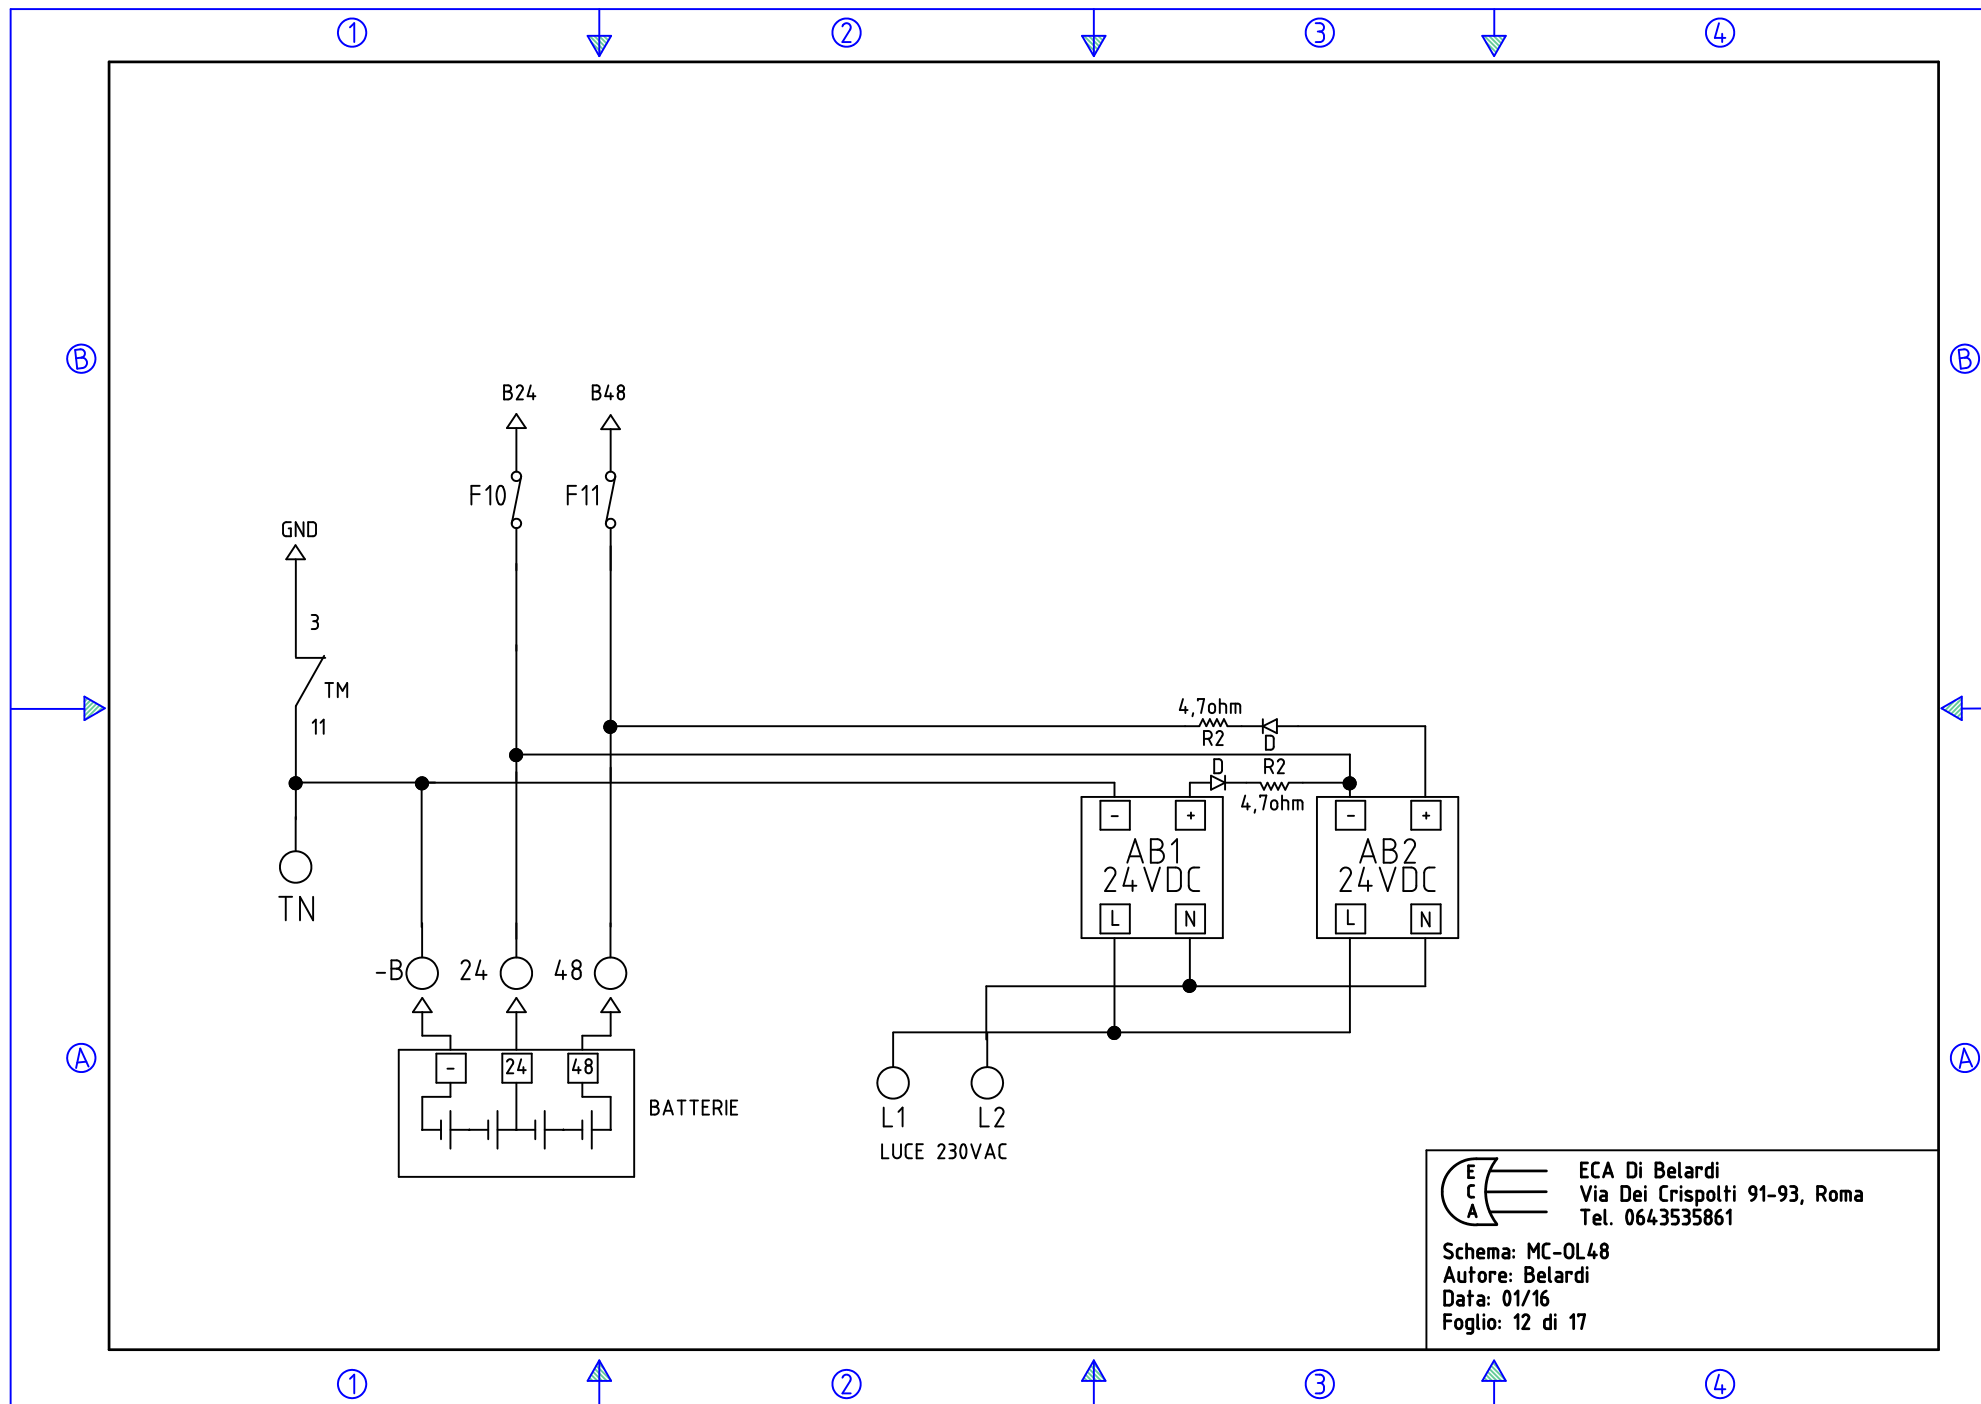 1 2 3 4
B B
B24 B48
F10 F11
GND
3
TM
11
4,7ohm
R2 D
D R2
4,7ohm
- + - +
AB1 AB2
24VDC 24VDC
L N L N
TN
-B 24 48
- 24 48
A A
BATTERIE
L1 L2
LUCE 230VAC
E
C
A
ECA Di Belardi
Via Dei Crispolti 91-93, Roma
Tel. 0643535861
Schema: MC-OL48
Autore: Belardi
Data: 01/16
Foglio: 12 di 17
1 2 3 4